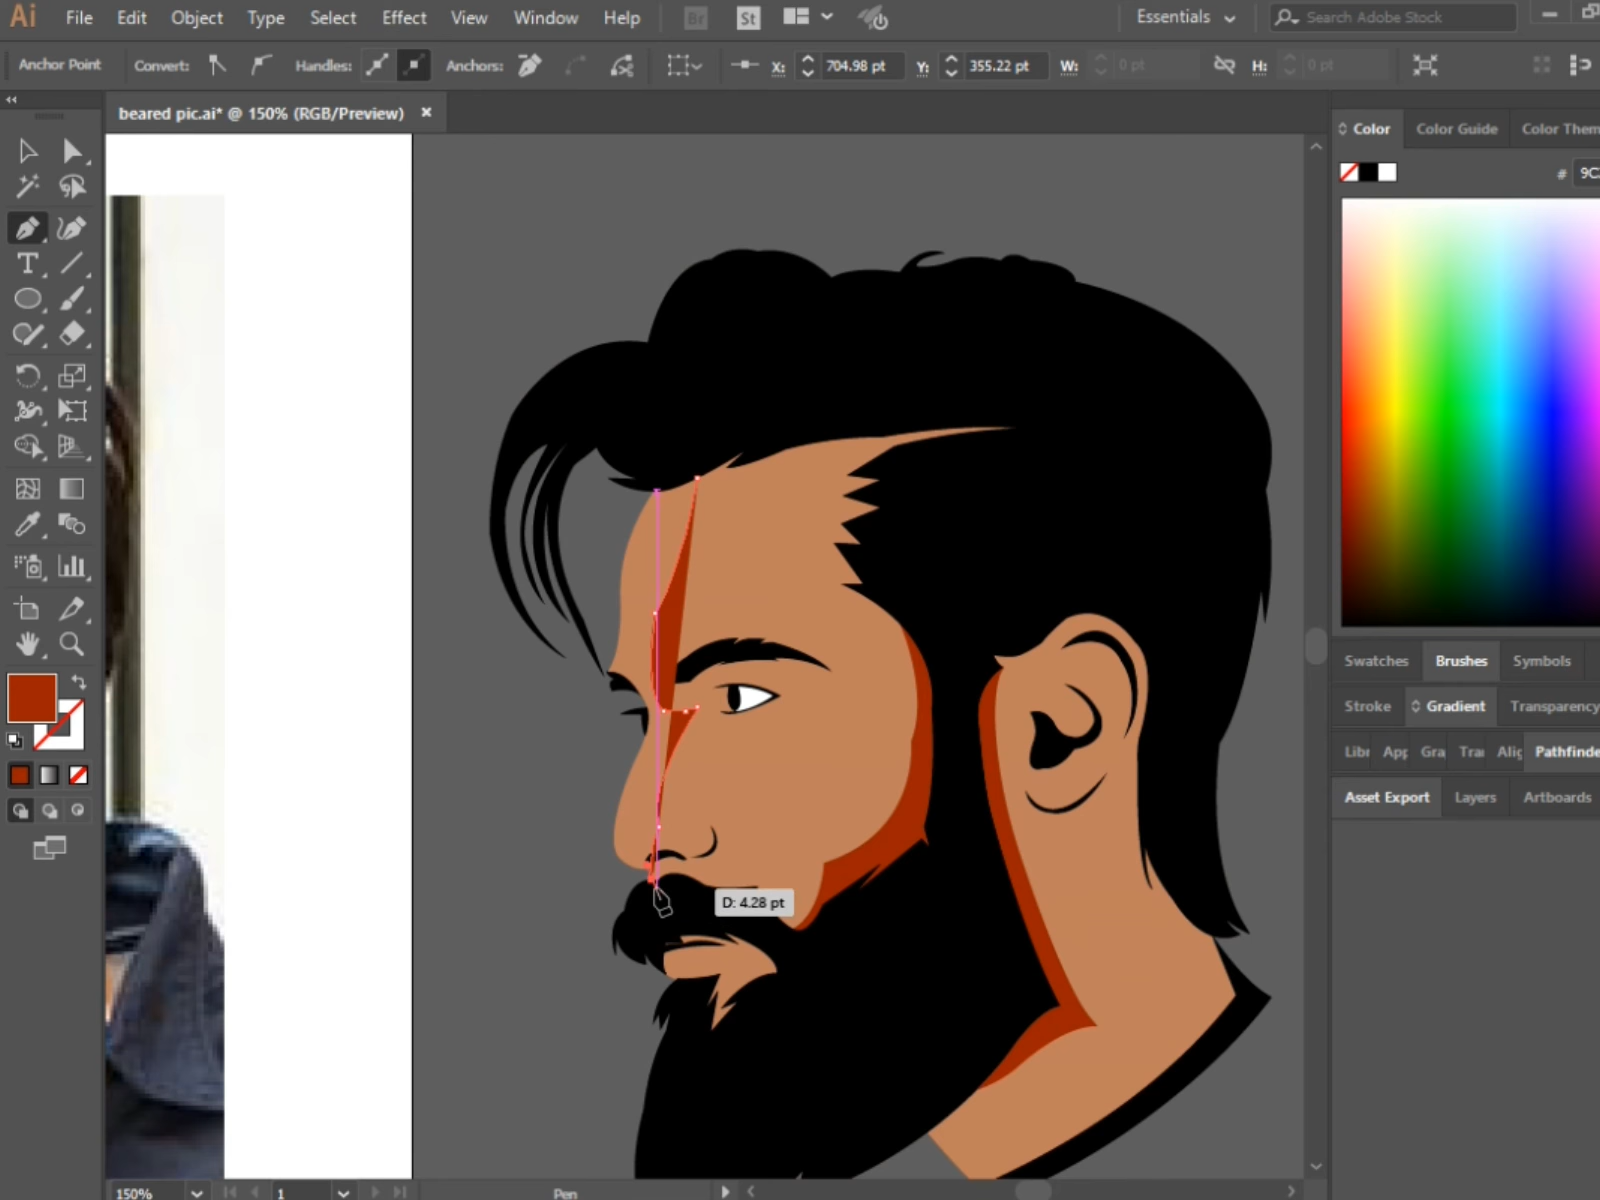 Ai File Edit Object Type Select Effect View Window Help Br St Essentials Search Adobe Stock
Anchor Point Convert: Handles: Anchors: X: 704.98 pt Y: 355.22 pt W: 0 pt H: 0 pt
beared pic.ai* @ 150% (RGB/Preview) ×
Color Color Guide Color Them
# 9C
T
Swatches Brushes Symbols
Stroke Gradient Transparency
Libr App Gra Tra Alig Pathfinde
Asset Export Layers Artboards
D: 4.28 pt
150% 1 Pen